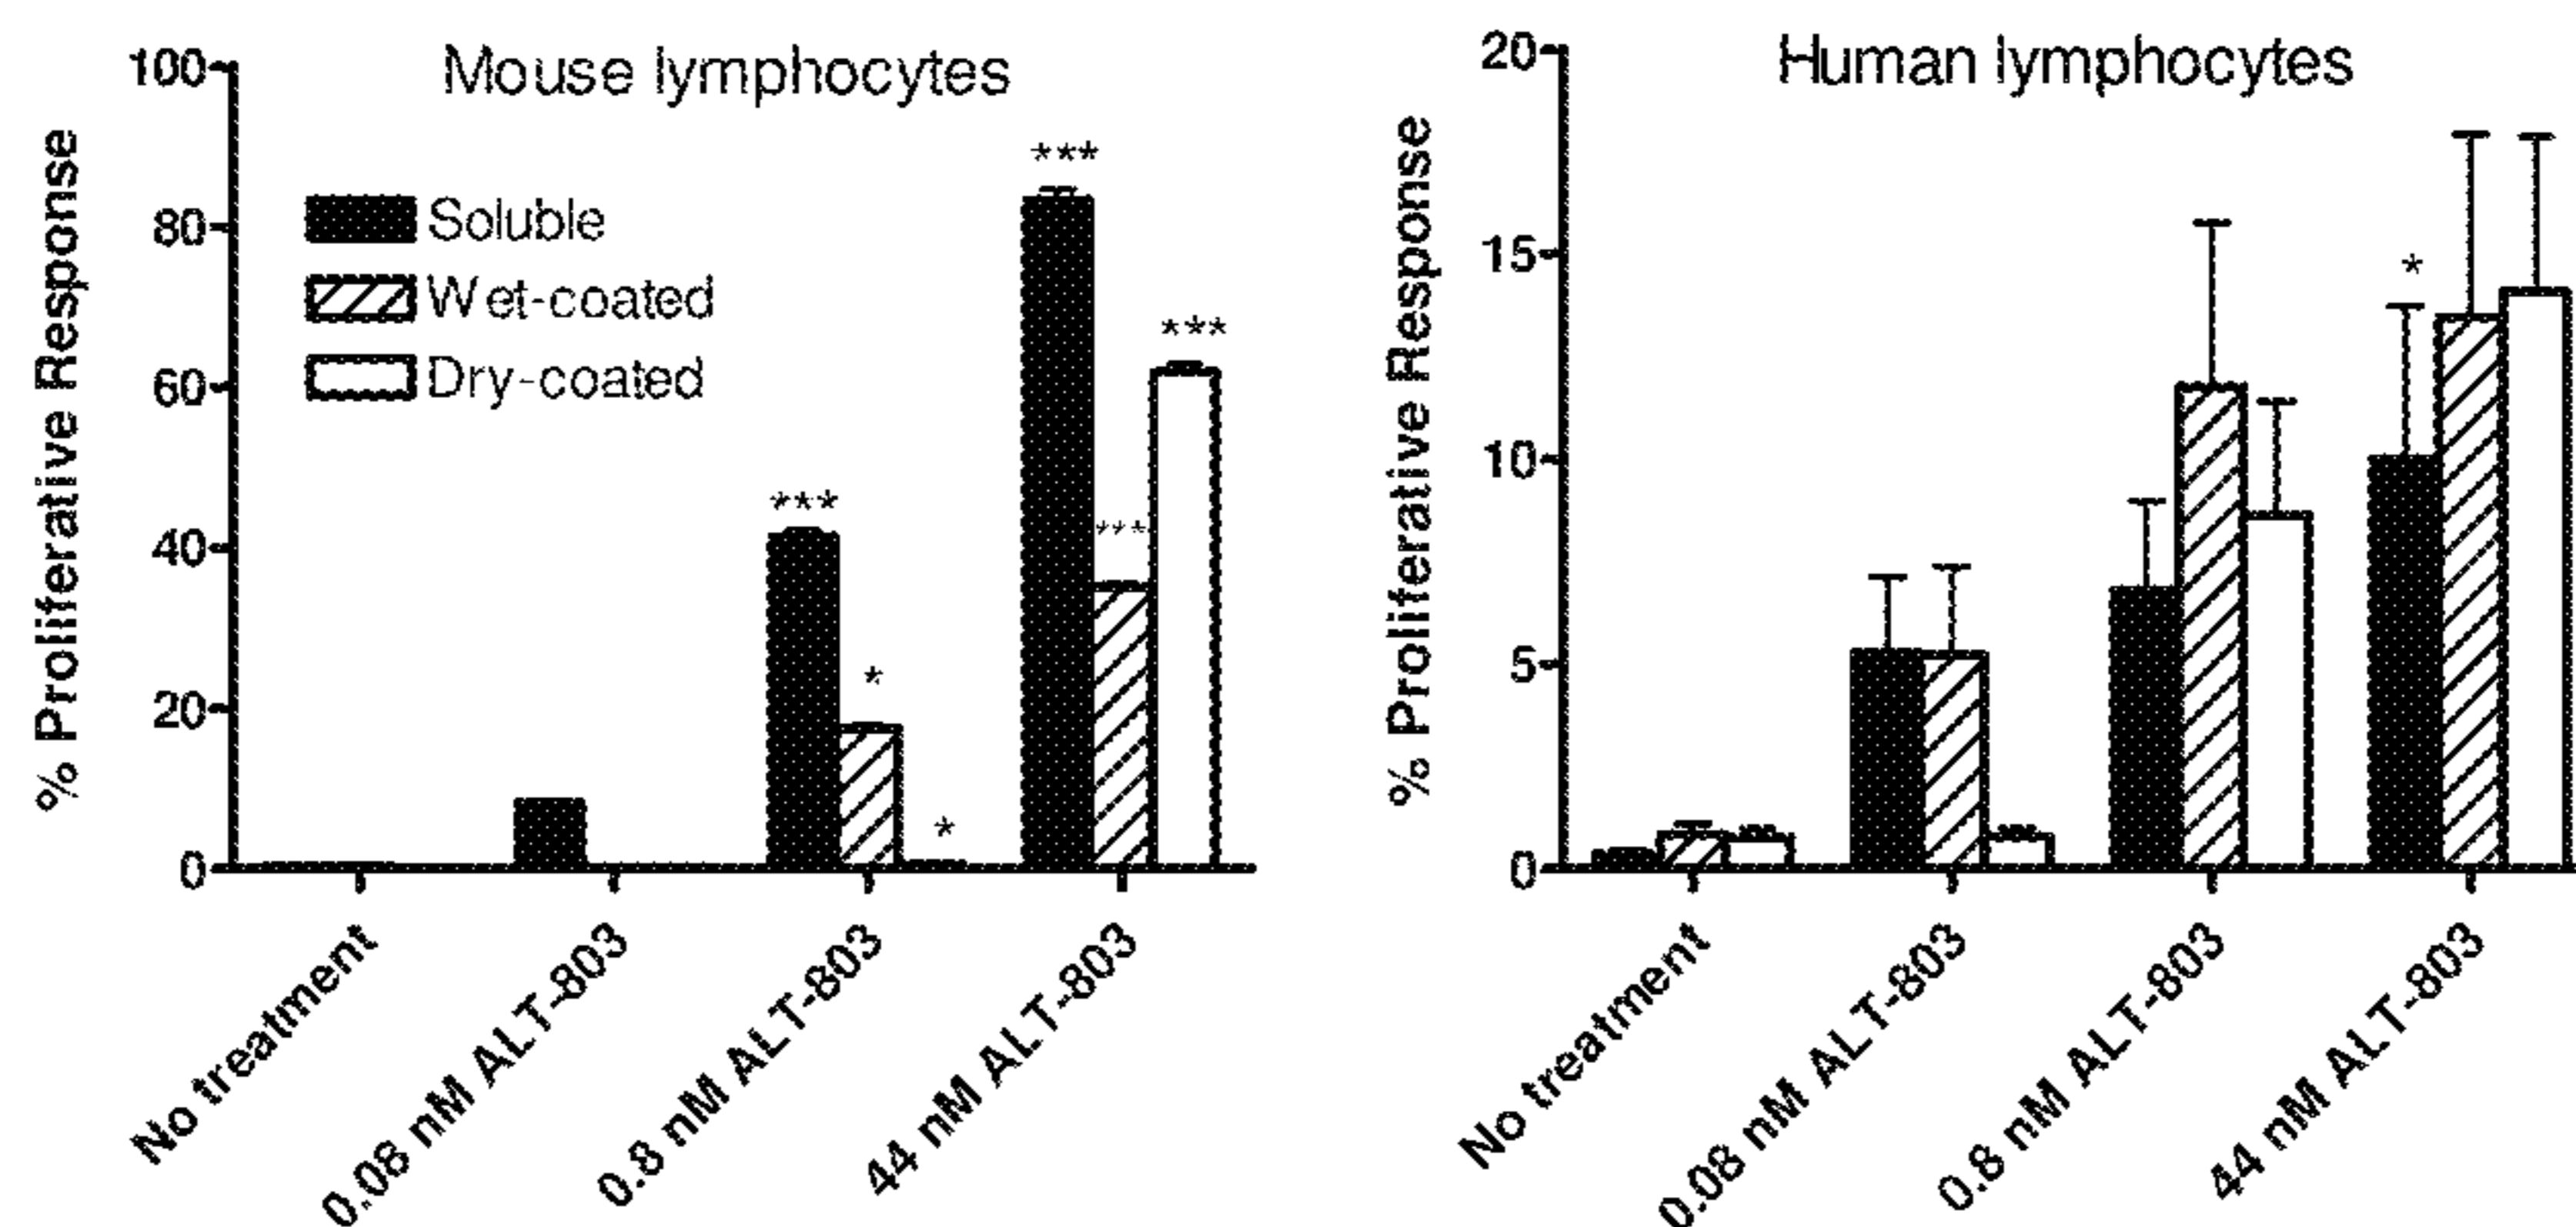 Mouse lymphocytes
% Proliferative Response
100
80
60
40
20
0
Soluble
Wet-coated
Dry-coated
***
*
*
***
***
***
No treatment
0.08 nM ALT-803
0.8 nM ALT-803
44 nM ALT-803
Human lymphocytes
% Proliferative Response
20
15
10
5
0
*
No treatment
0.08 nM ALT-803
0.8 nM ALT-803
44 nM ALT-803